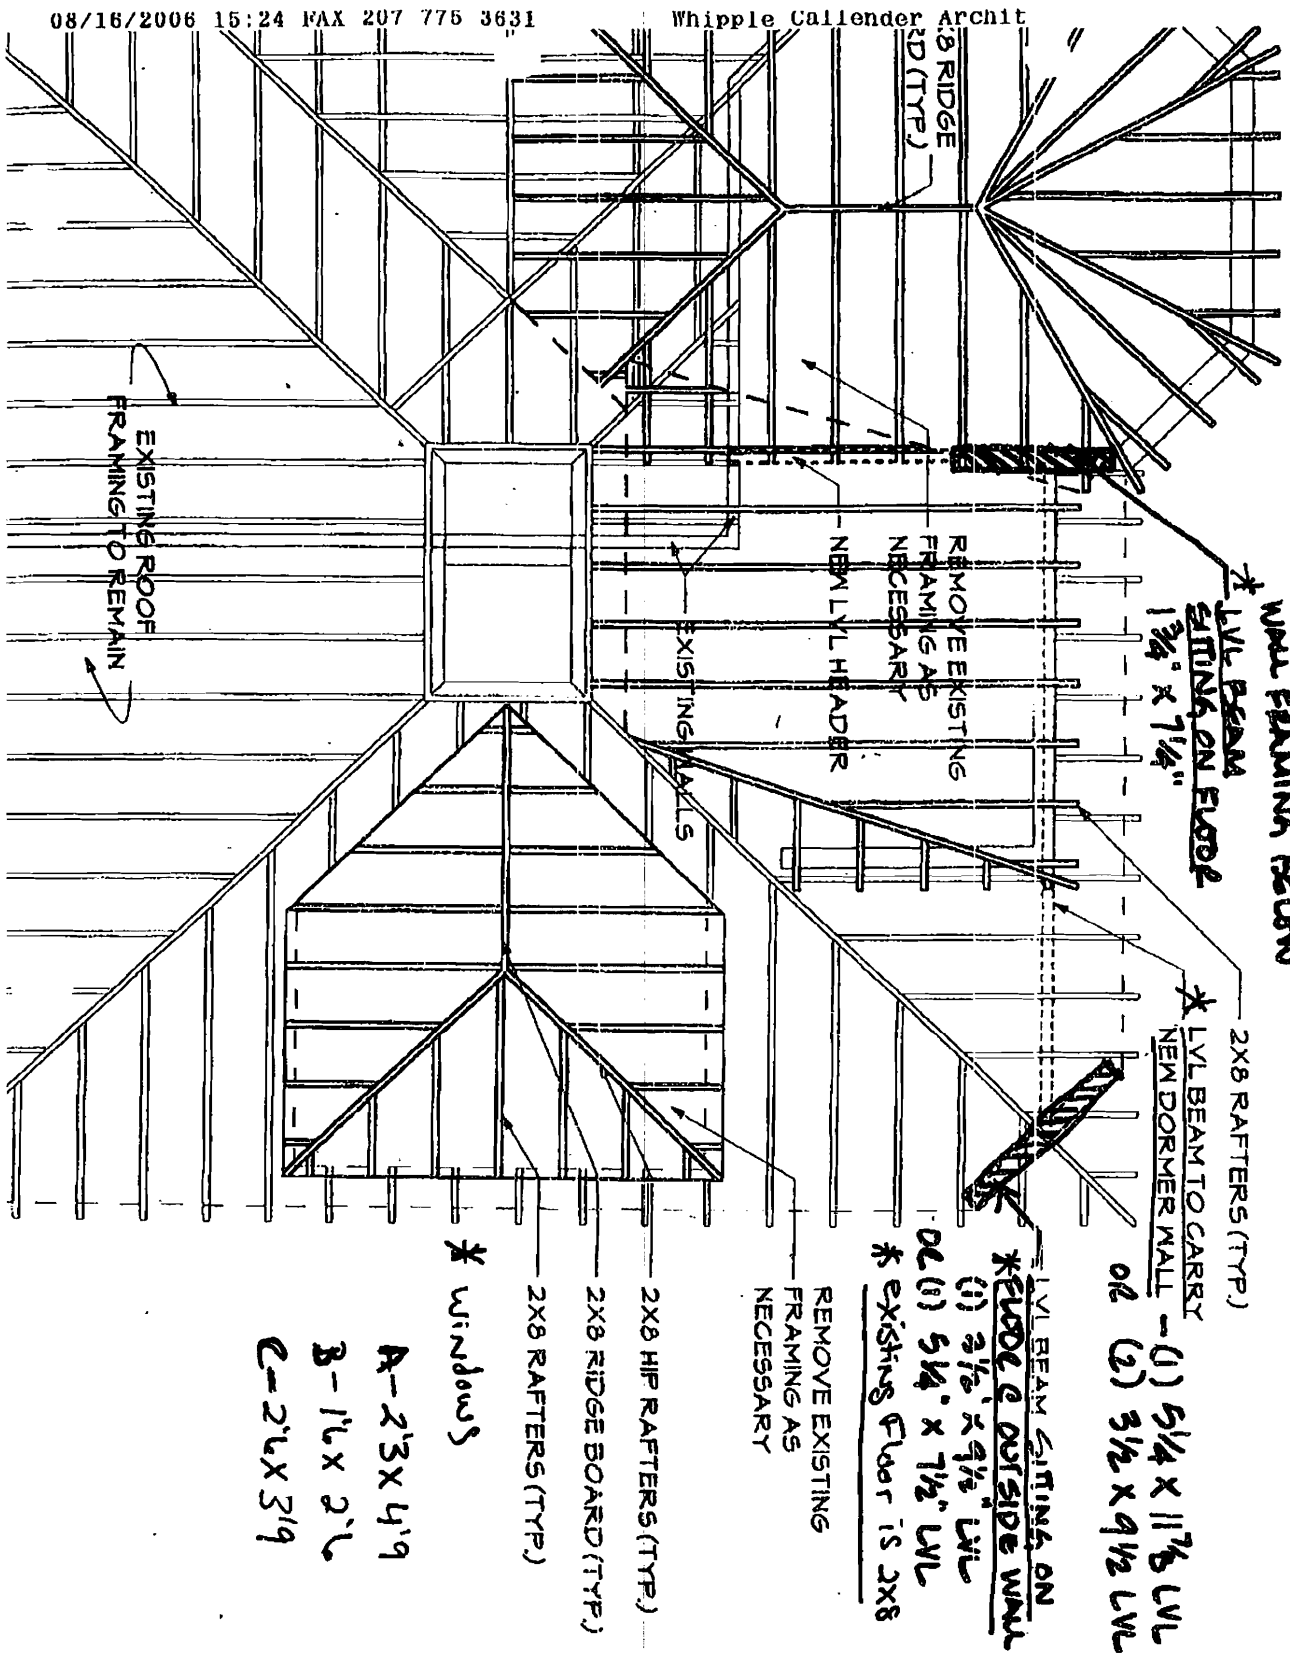 08/16/2006 15:24 FAX 207 775 3631 Whipple Callender Archit
X8 RIDGE
RD (TYP.)
WALL FRAMING BELOW
* LVL BEAM
SITTING ON FLOOR
1 3/4" X 7 1/4"
REMOVE EXISTING
FRAMING AS
NECESSARY
NEW LVL HEADER
EXISTING WALLS
EXISTING ROOF
FRAMING TO REMAIN
2X8 RAFTERS (TYP.)
* LVL BEAM TO CARRY
NEW DORMER WALL - (1) 5 1/4 X 11 7/8 LVL
OR (2) 3 1/2 X 9 1/2 LVL
LVL BEAM SITTING ON
* FLOOR @ OUTSIDE WALL
(1) 3 1/2" X 9 1/2" LVL
OR (1) 5 1/4" X 7 1/2" LVL
* existing Floor is 2x8
REMOVE EXISTING
FRAMING AS
NECESSARY
2X8 HIP RAFTERS (TYP.)
2X8 RIDGE BOARD (TYP.)
2X8 RAFTERS (TYP.)
* Windows
A - 2'3 X 4'9
B - 1'6 X 2'6
C - 2'6 X 3'9